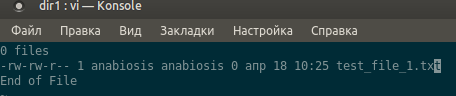 dir1 : vi — Konsole
Файл Правка Вид Закладки Настройка Справка
0 files
-rw-rw-r-- 1 anabiosis anabiosis 0 апр 18 10:25 test_file_1.txt
End of File